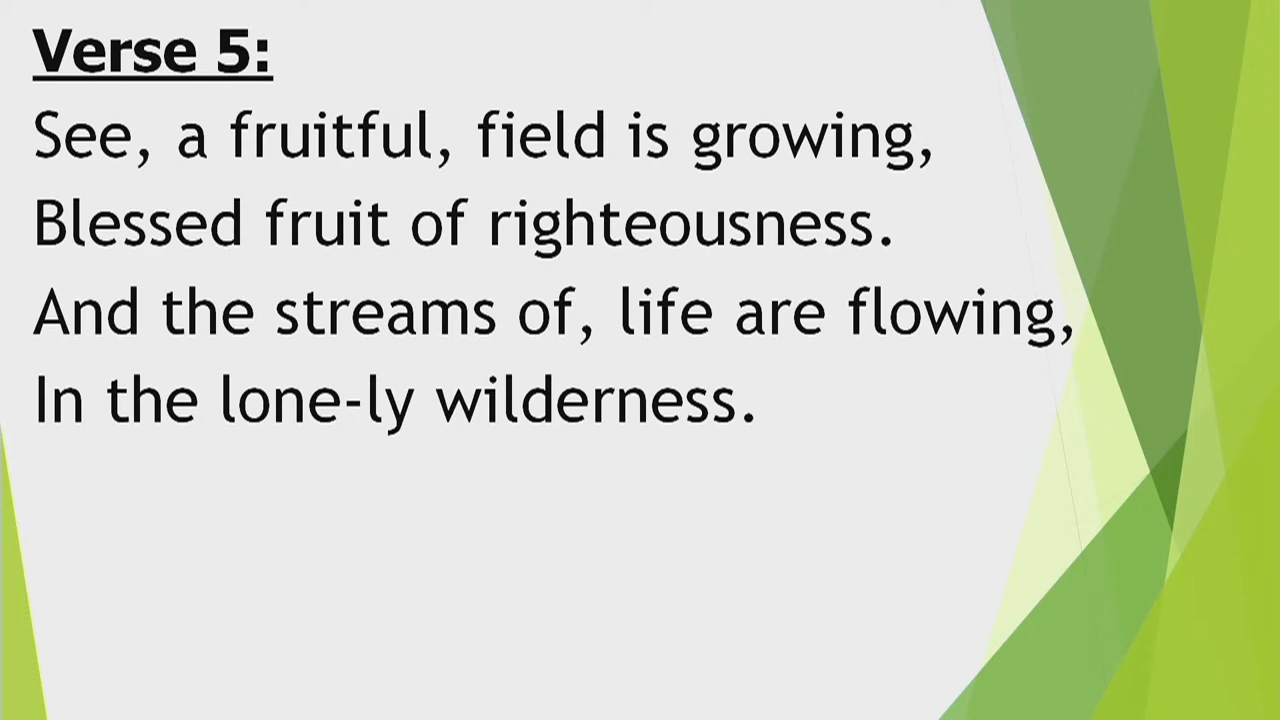 Verse 5:
See, a fruitful, field is growing,
Blessed fruit of righteousness.
And the streams of, life are flowing,
In the lone-ly wilderness.